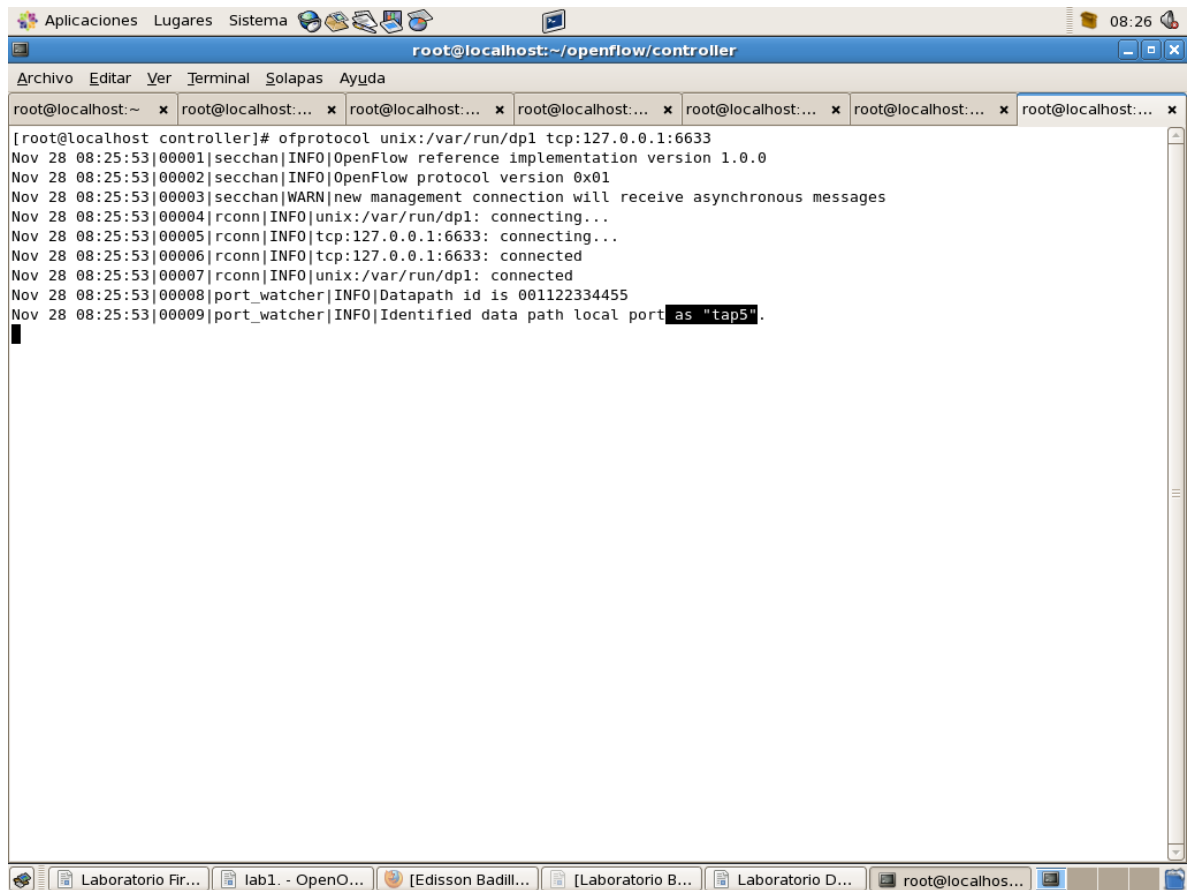 Aplicaciones Lugares Sistema 08:26
root@localhost:~/openflow/controller
Archivo Editar Ver Terminal Solapas Ayuda
root@localhost:~ root@localhost:... root@localhost:... root@localhost:... root@localhost:... root@localhost:... root@localhost:...
[root@localhost controller]# ofprotocol unix:/var/run/dp1 tcp:127.0.0.1:6633
Nov 28 08:25:53|00001|secchan|INFO|OpenFlow reference implementation version 1.0.0
Nov 28 08:25:53|00002|secchan|INFO|OpenFlow protocol version 0x01
Nov 28 08:25:53|00003|secchan|WARN|new management connection will receive asynchronous messages
Nov 28 08:25:53|00004|rconn|INFO|unix:/var/run/dp1: connecting...
Nov 28 08:25:53|00005|rconn|INFO|tcp:127.0.0.1:6633: connecting...
Nov 28 08:25:53|00006|rconn|INFO|tcp:127.0.0.1:6633: connected
Nov 28 08:25:53|00007|rconn|INFO|unix:/var/run/dp1: connected
Nov 28 08:25:53|00008|port_watcher|INFO|Datapath id is 001122334455
Nov 28 08:25:53|00009|port_watcher|INFO|Identified data path local port as "tap5".
Laboratorio Fir... lab1. - OpenO... [Edisson Badill... [Laboratorio B... Laboratorio D... root@localhos...